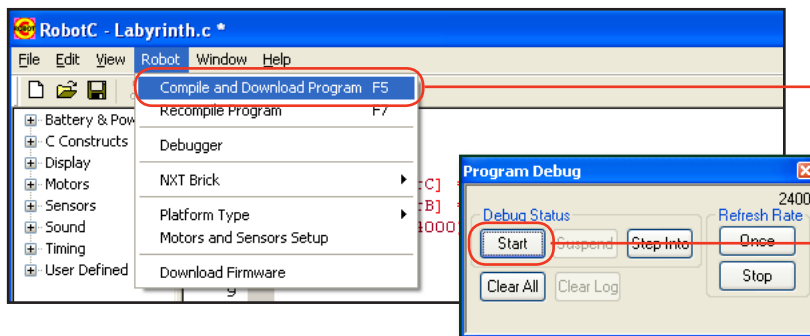 RobotC - Labyrinth.c *
File Edit View Robot Window Help
Compile and Download Program F5
Recompile Program F7
Debugger
NXT Brick
Platform Type
Motors and Sensors Setup
Download Firmware
Battery & Pow
C Constructs
Display
Motors
Sensors
Sound
Timing
User Defined
C]
B]
4000
9
Program Debug
2400
Debug Status
Refresh Rate
Start Suspend Step Into Once
Clear All Clear Log Stop